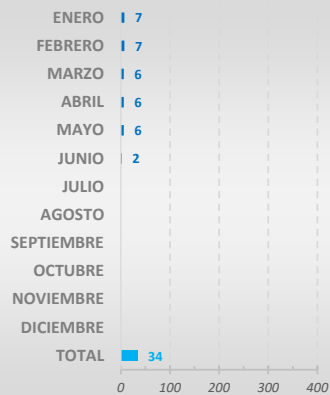 ENERO 7
FEBRERO 7
MARZO 6
ABRIL 6
MAYO 6
JUNIO 2
JULIO
AGOSTO
SEPTIEMBRE
OCTUBRE
NOVIEMBRE
DICIEMBRE
TOTAL 34
0 100 200 300 400